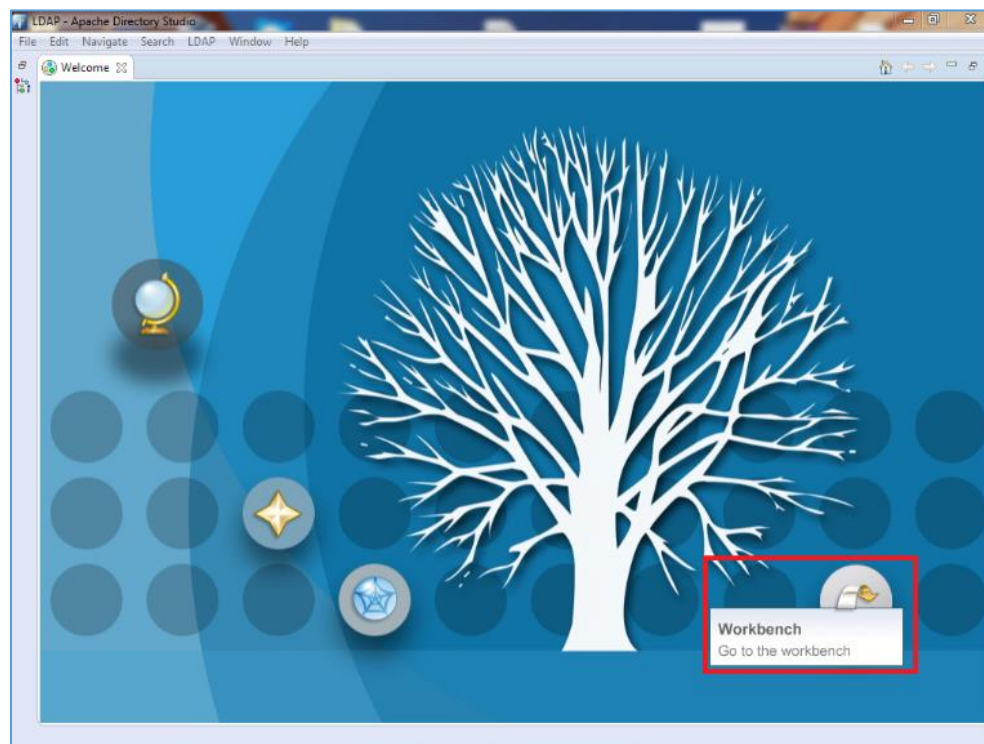 LDAP - Apache Directory Studio
File Edit Navigate Search LDAP Window Help
Welcome
Workbench
Go to the workbench